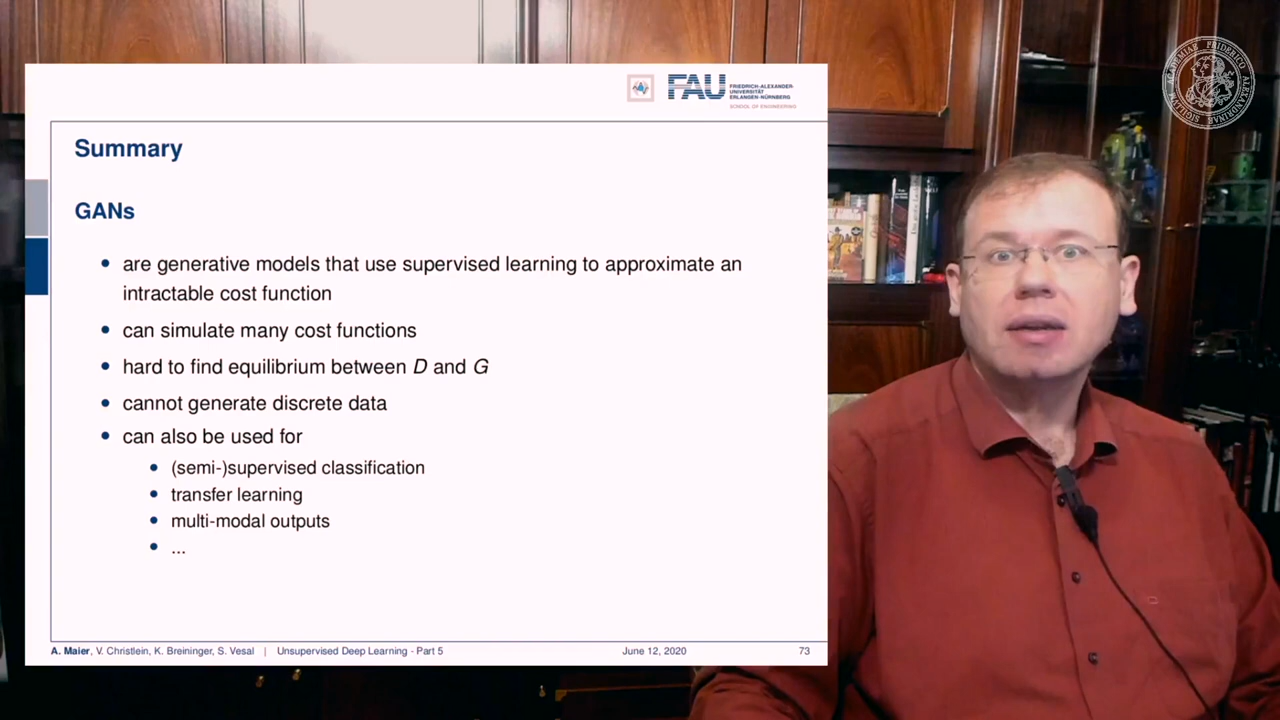 FAU
FRIEDRICH-ALEXANDER-
UNIVERSITÄT
ERLANGEN-NÜRNBERG
SCHOOL OF ENGINEERING
Summary
GANs
• are generative models that use supervised learning to approximate an
intractable cost function
• can simulate many cost functions
• hard to find equilibrium between D and G
• cannot generate discrete data
• can also be used for
• (semi-)supervised classification
• transfer learning
• multi-modal outputs
• ...
A. Maier, V. Christlein, K. Breininger, S. Vesal | Unsupervised Deep Learning - Part 5 June 12, 2020 73